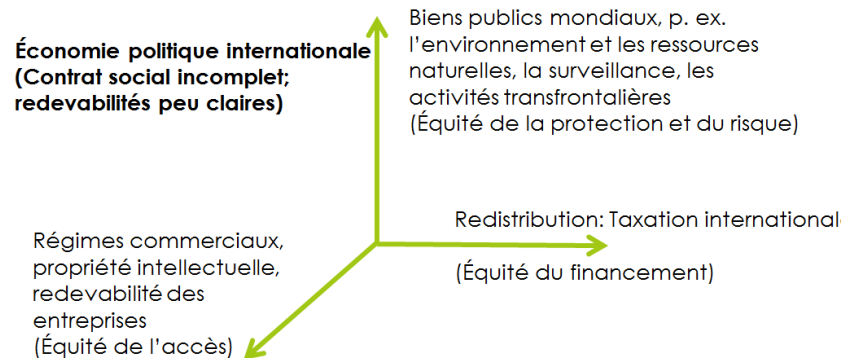 Économie politique internationale
(Contrat social incomplet;
redevabilités peu claires)
Biens publics mondiaux, p. ex.
l’environnement et les ressources
naturelles, la surveillance, les
activités transfrontalières
(Équité de la protection et du risque)
Redistribution: Taxation internationale
(Équité du financement)
Régimes commerciaux,
propriété intellectuelle,
redevabilité des
entreprises
(Équité de l’accès)